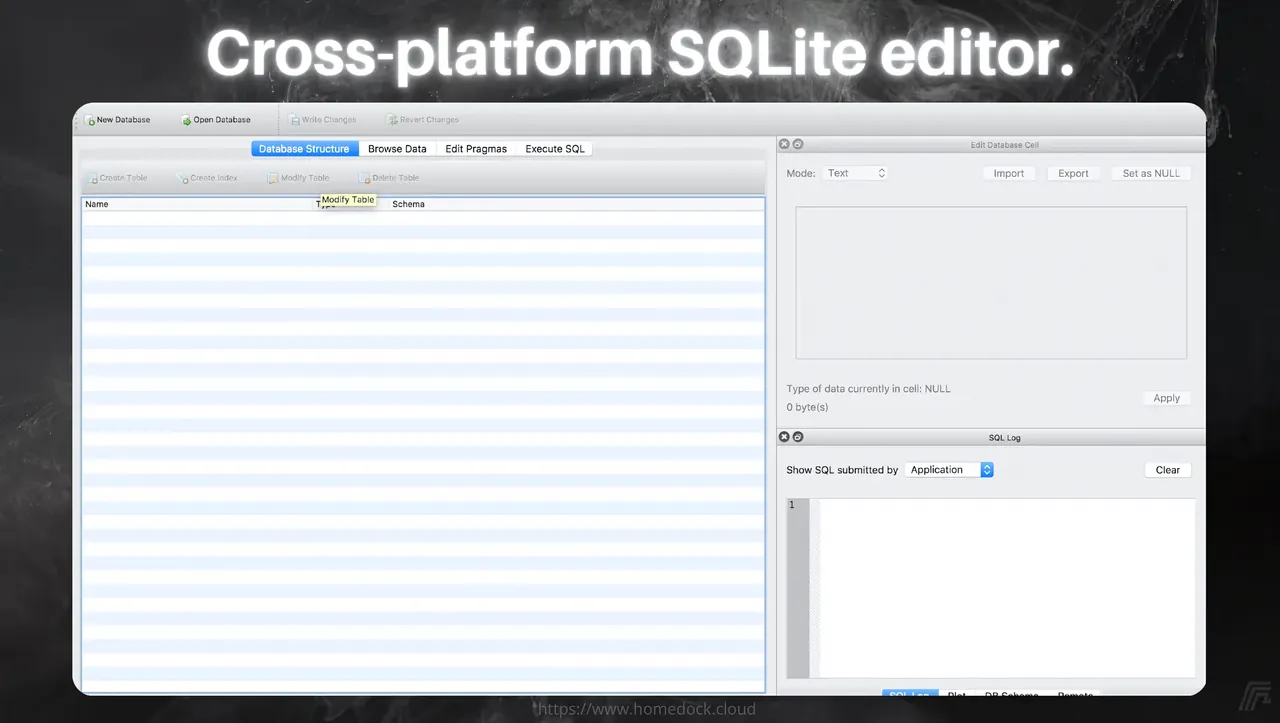 Cross-platform SQLite editor.
New Database Open Database Write Changes Revert Changes
Database Structure Browse Data Edit Pragmas Execute SQL
Create Table Create Index Modify Table Delete Table
Modify Table
Name Type Schema
Edit Database Cell
Mode: Text Import Export Set as NULL
Type of data currently in cell: NULL
0 byte(s)
Apply
SQL Log
Show SQL submitted by Application Clear
1
SQL Log Plot DB Schema Remote
https://www.homedock.cloud